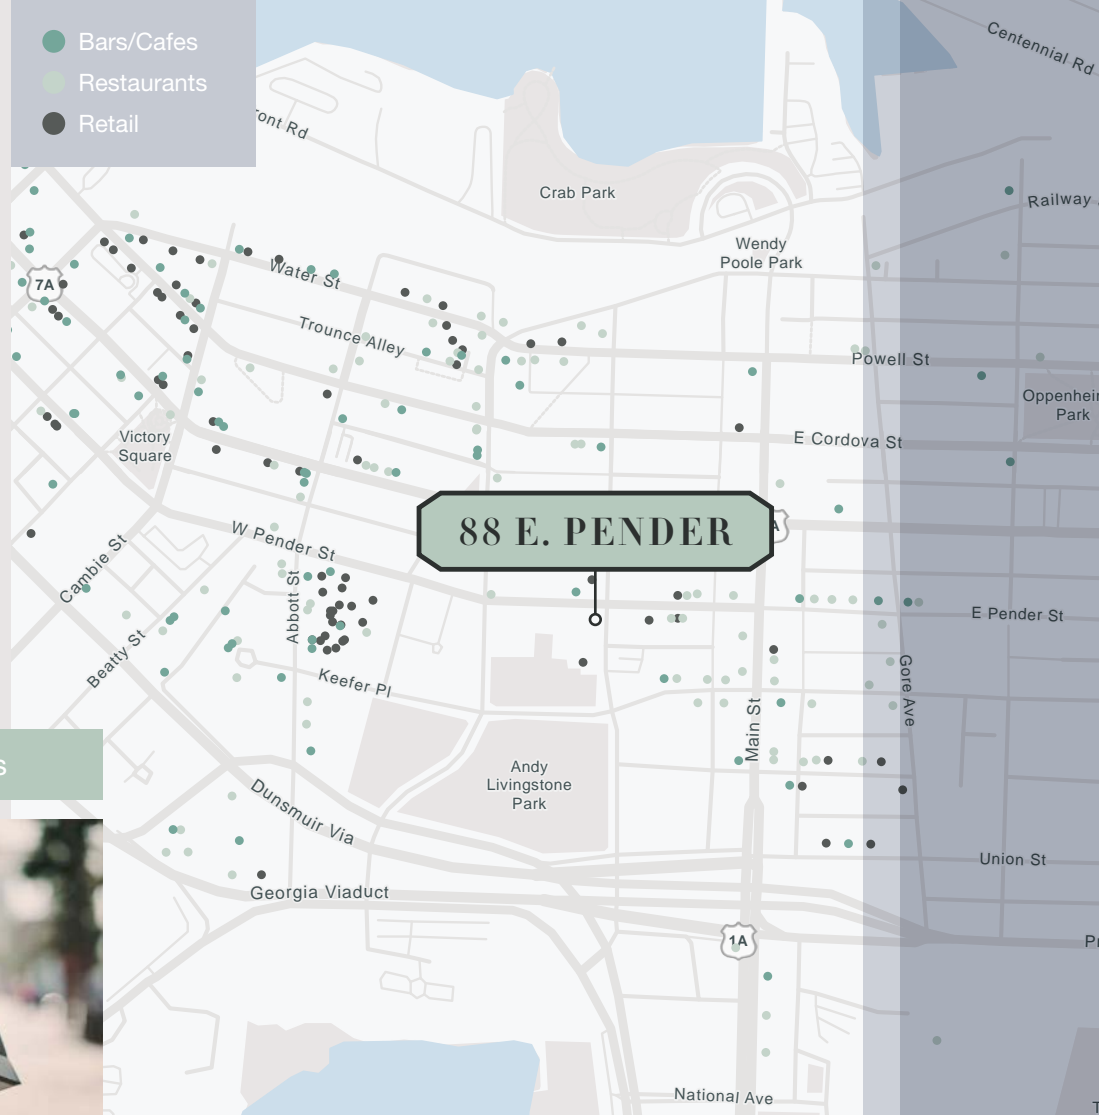 Bars/Cafes
Restaurants
Retail
Centennial Rd
Crab Park
Railway
Wendy
Poole Park
7A
Water St
Trounce Alley
Powell St
Oppenhei
Park
Victory
Square
E Cordova St
88 E. PENDER
A
W Pender St
Cambie St
Abbott St
E Pender St
Beatty St
Keefer Pl
Gore Ave
Main St
s
Andy
Livingstone
Park
Dunsmuir Via
Union St
Georgia Viaduct
1A
National Ave